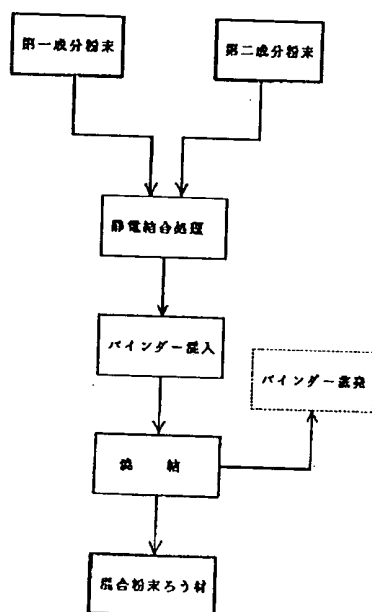 第一成分粉末
第二成分粉末
静電結合処理
バインダー混入
バインダー蒸発
焼 結
混合粉末ろう材